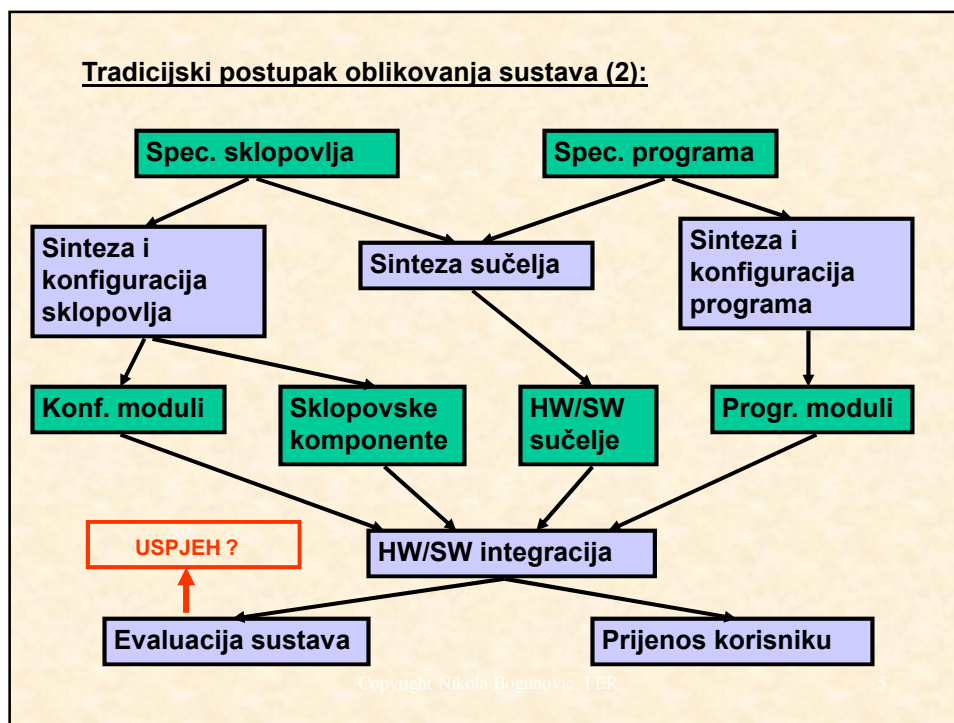 Tradicijski postupak oblikovanja sustava (2):
Spec. sklopovlja
Spec. programa
Sinteza i
konfiguracija
sklopovlja
Sinteza sučelja
Sinteza i
konfiguracija
programa
Konf. moduli
Sklopovske
komponente
HW/SW
sučelje
Progr. moduli
USPJEH ?
HW/SW integracija
Evaluacija sustava
Prijenos korisniku
Copyright Nikola Bogunović, FER
5